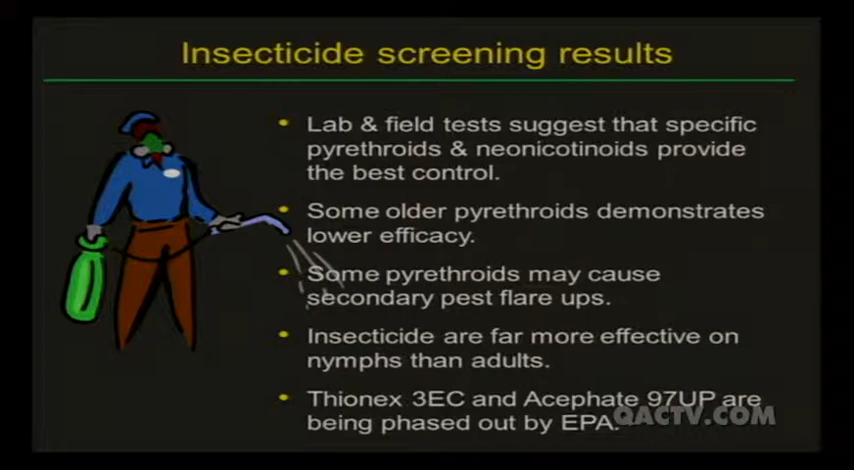 Insecticide screening results
• Lab & field tests suggest that specific
pyrethroids & neonicotinoids provide
the best control.
• Some older pyrethroids demonstrates
lower efficacy.
• Some pyrethroids may cause
secondary pest flare ups.
• Insecticide are far more effective on
nymphs than adults.
• Thionex 3EC and Acephate 97UP are
being phased out by EPA.
QACTV.COM